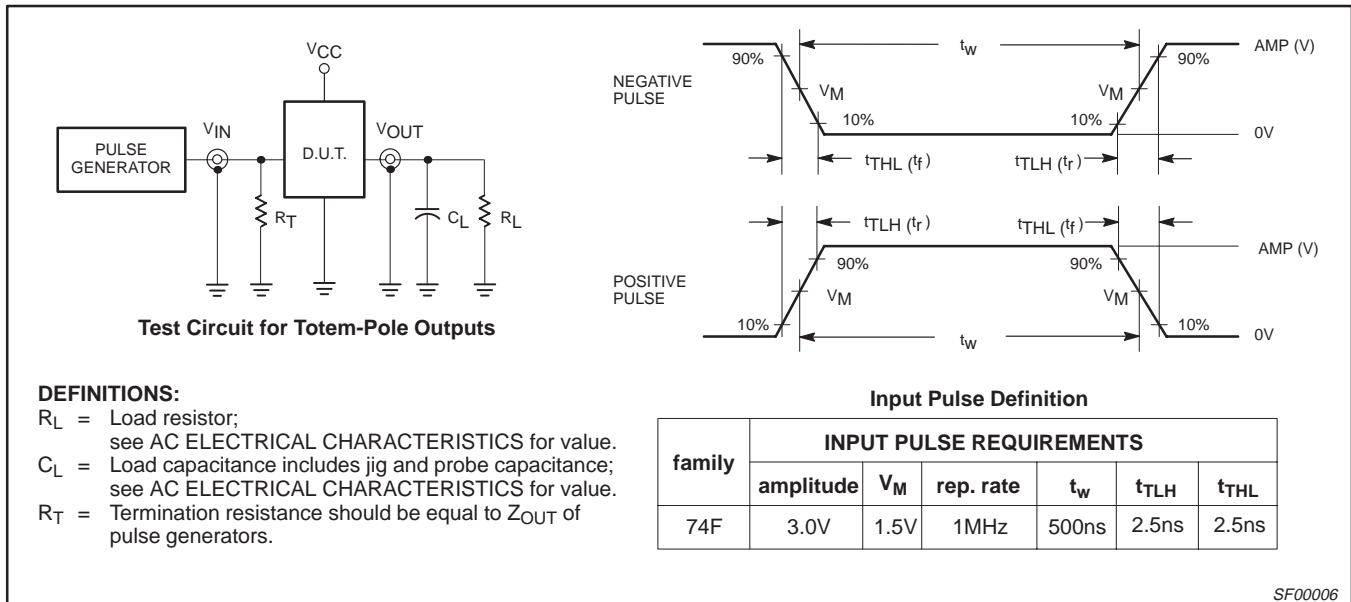 VCC
PULSE
GENERATOR
VIN
D.U.T.
VOUT
RT
CL
RL
Test Circuit for Totem-Pole Outputs
NEGATIVE
PULSE
90%
tw
90%
AMP (V)
VM
VM
10%
10%
0V
tTHL (tf)
tTLH (tr)
tTLH (tr)
tTHL (tf)
AMP (V)
POSITIVE
PULSE
90%
90%
VM
VM
10%
tw
10%
0V
DEFINITIONS:
RL = Load resistor;
see AC ELECTRICAL CHARACTERISTICS for value.
CL = Load capacitance includes jig and probe capacitance;
see AC ELECTRICAL CHARACTERISTICS for value.
RT = Termination resistance should be equal to ZOUT of
pulse generators.
Input Pulse Definition
family INPUT PULSE REQUIREMENTS
amplitude VM rep. rate tw tTLH tTHL
74F 3.0V 1.5V 1MHz 500ns 2.5ns 2.5ns
SF00006